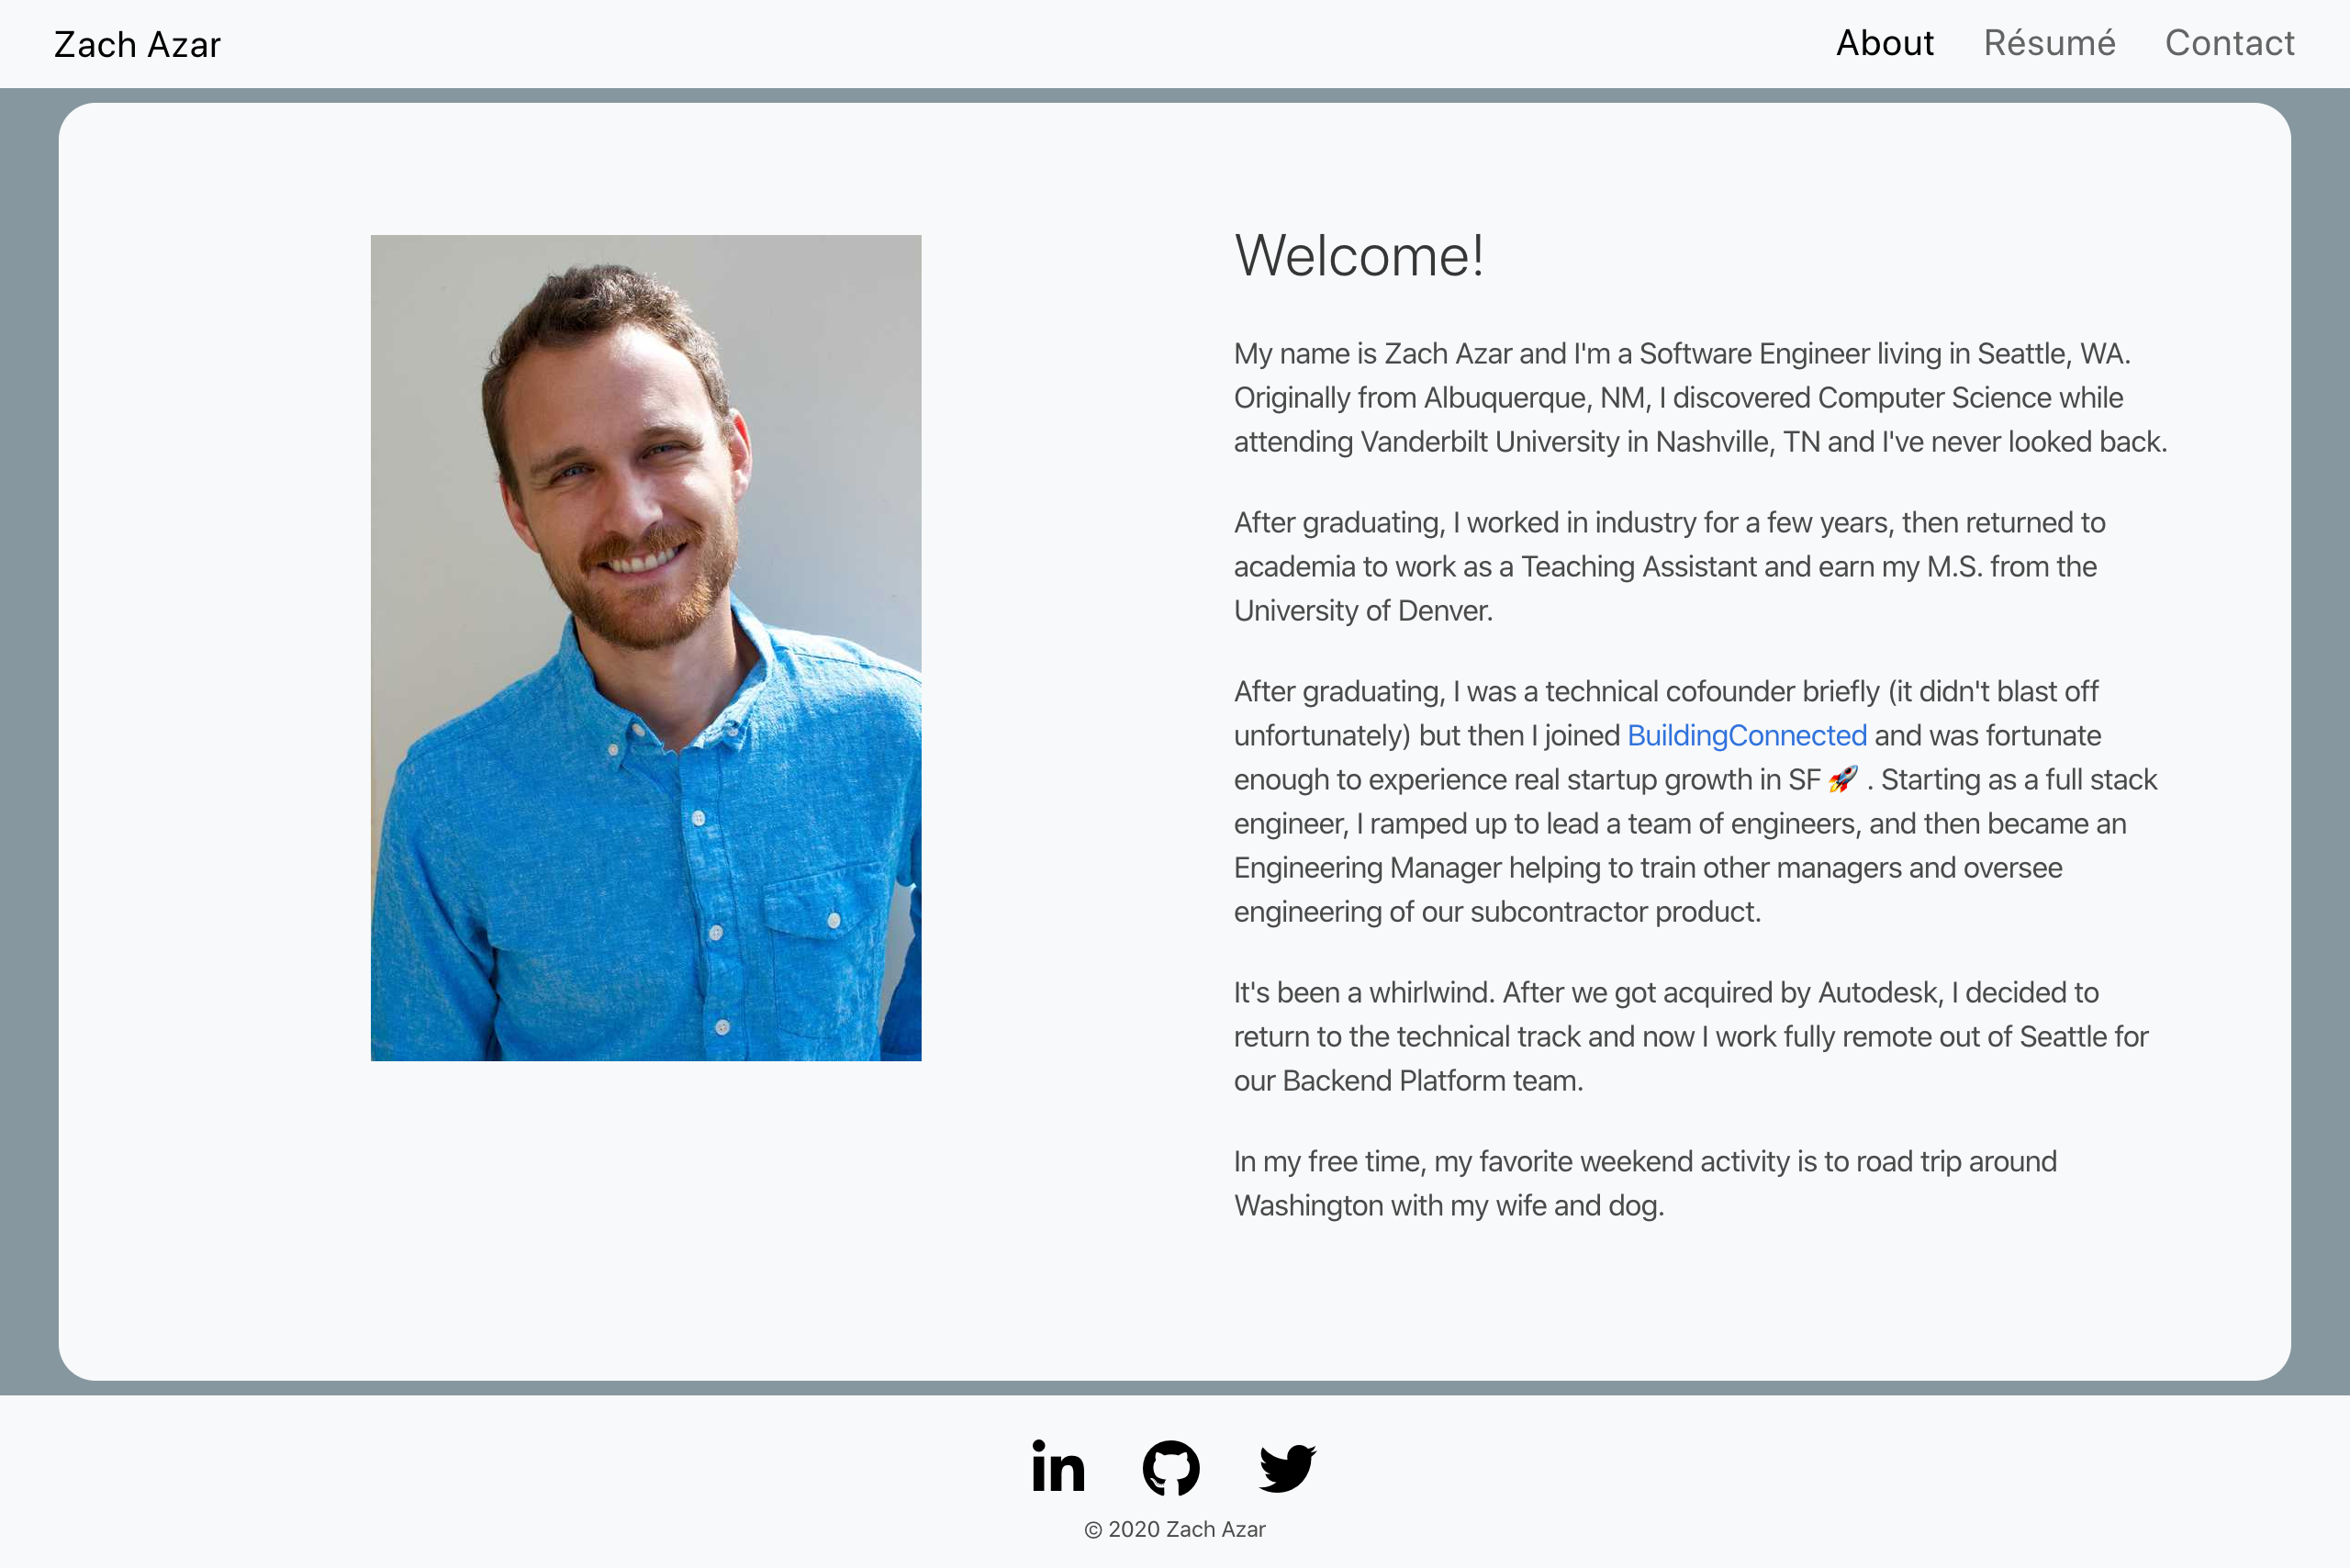 Zach Azar
About Résumé Contact
Welcome!
My name is Zach Azar and I'm a Software Engineer living in Seattle, WA.
Originally from Albuquerque, NM, I discovered Computer Science while
attending Vanderbilt University in Nashville, TN and I've never looked back.
After graduating, I worked in industry for a few years, then returned to
academia to work as a Teaching Assistant and earn my M.S. from the
University of Denver.
After graduating, I was a technical cofounder briefly (it didn't blast off
unfortunately) but then I joined BuildingConnected and was fortunate
enough to experience real startup growth in SF 🚀 . Starting as a full stack
engineer, I ramped up to lead a team of engineers, and then became an
Engineering Manager helping to train other managers and oversee
engineering of our subcontractor product.
It's been a whirlwind. After we got acquired by Autodesk, I decided to
return to the technical track and now I work fully remote out of Seattle for
our Backend Platform team.
In my free time, my favorite weekend activity is to road trip around
Washington with my wife and dog.
in
© 2020 Zach Azar